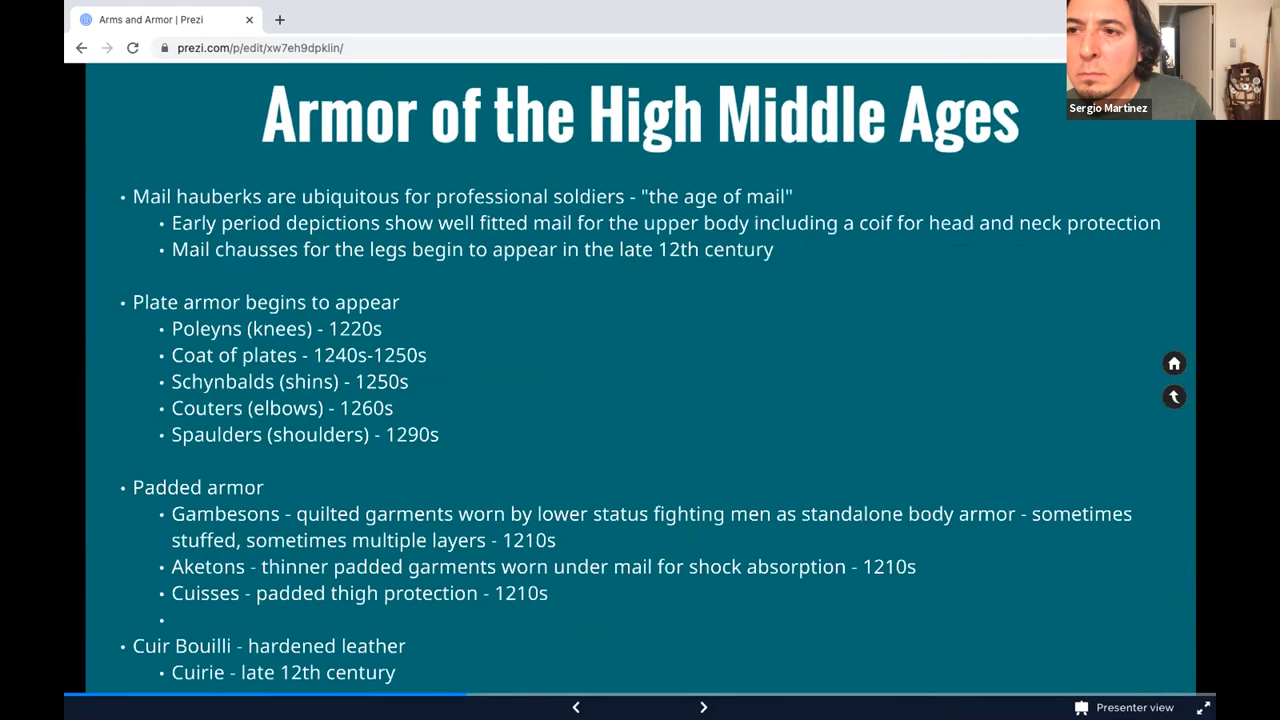 Arms and Armor | Prezi
prezi.com/p/edit/xw7eh9dpklin/
Sergio Martinez
Armor of the High Middle Ages
• Mail hauberks are ubiquitous for professional soldiers - "the age of mail"
• Early period depictions show well fitted mail for the upper body including a coif for head and neck protection
• Mail chausses for the legs begin to appear in the late 12th century
• Plate armor begins to appear
• Poleyns (knees) - 1220s
• Coat of plates - 1240s-1250s
• Schynbalds (shins) - 1250s
• Couters (elbows) - 1260s
• Spaulders (shoulders) - 1290s
• Padded armor
• Gambesons - quilted garments worn by lower status fighting men as standalone body armor - sometimes
stuffed, sometimes multiple layers - 1210s
• Aketons - thinner padded garments worn under mail for shock absorption - 1210s
• Cuisses - padded thigh protection - 1210s
•
• Cuir Bouilli - hardened leather
• Cuirie - late 12th century
Presenter view